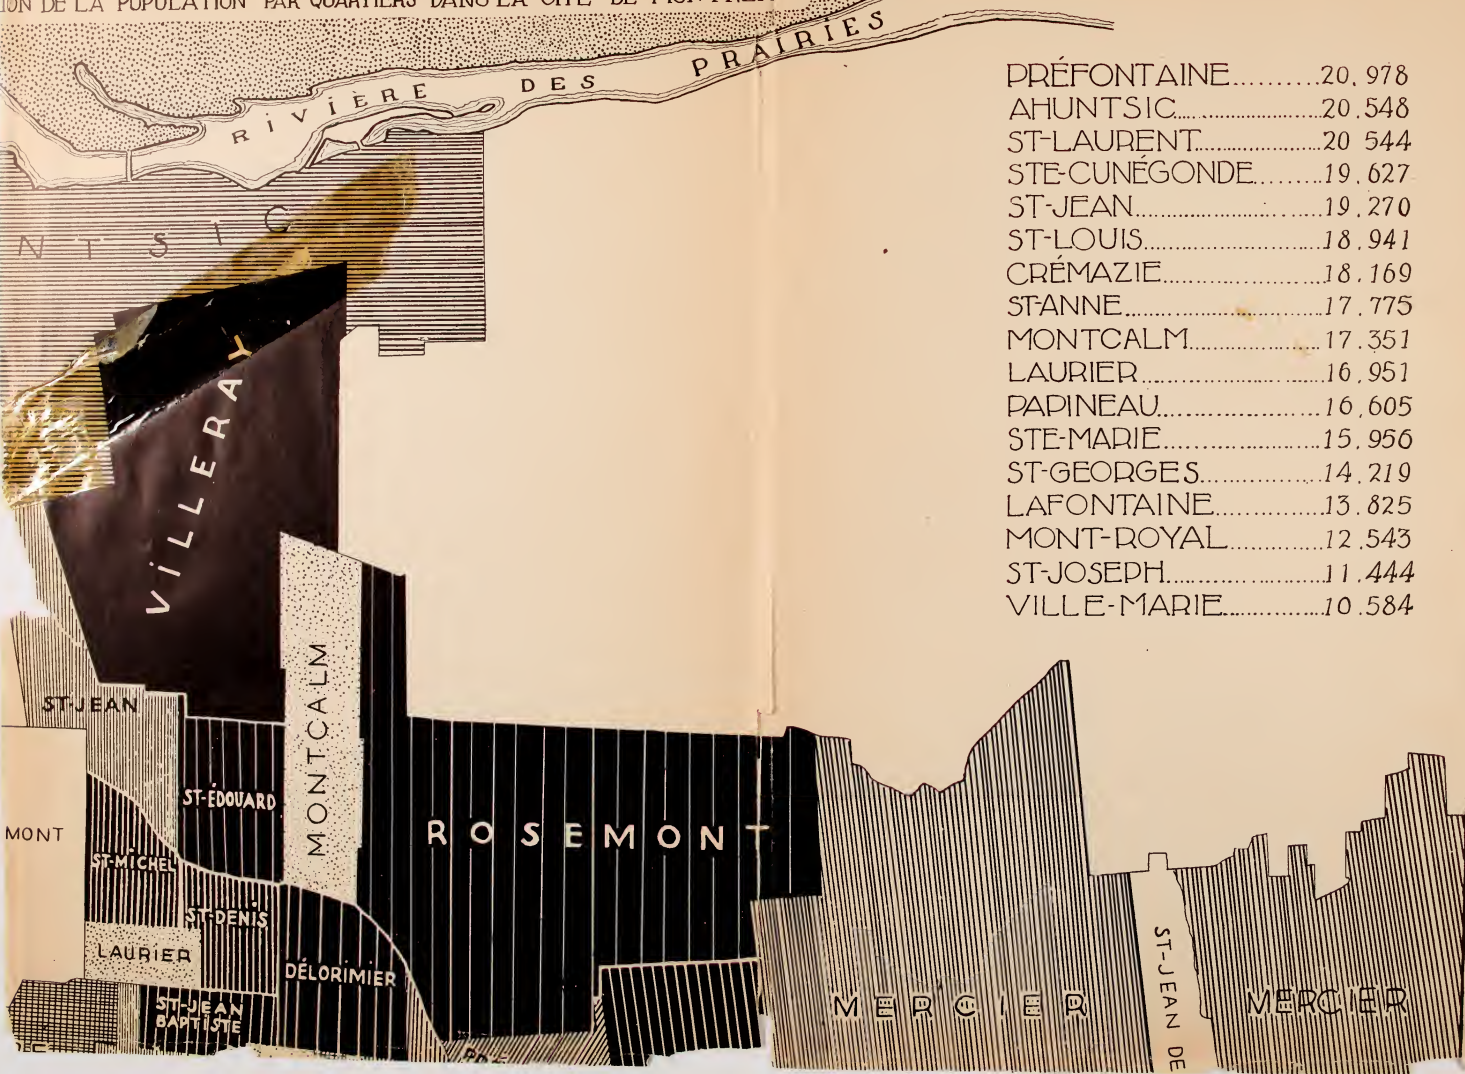 ION DE LA POPULATION PAR QUARTIERS DANS LA CITÉ DE
RIVIÈRE DES PRAIRIES
PRÉFONTAINE..........20,978
AHUNTSIC..........20.548
ST-LAURENT..........20 544
STE-CUNÉGONDE..........19.627
ST-JEAN..........19.270
ST-LOUIS..........18.941
CRÉMAZIE..........18.169
ST-ANNE..........17.775
MONTCALM..........17.351
LAURIER..........16.951
PAPINEAU..........16.605
STE-MARIE..........15.956
ST-GEORGES..........14.219
LAFONTAINE..........13.825
MONT-ROYAL..........12.543
ST-JOSEPH..........11.444
VILLE-MARIE..........10.584
NTSIC
VILLERAY
ST-JEAN
MONTCALM
ST-ÉDOUARD
MONT
ROSEMONT
ST-MICHEL
ST-DENIS
LAURIER
DÉLORIMIER
ST-JEAN
BAPTISTE
MERCIER
ST-JEAN DE
MERCIER